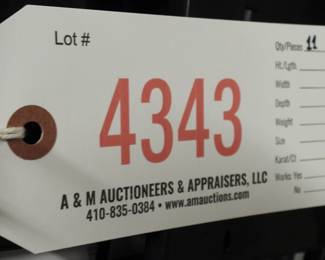 Lot #
4343
A & M AUCTIONEERS & APPRAISERS, LLC
410-835-0384 • www.amauctions.com
Qty/Pieces 11
Ht./Lgth.
Width
Depth
Weight
Size
Karat/Ct
Works: Yes
No